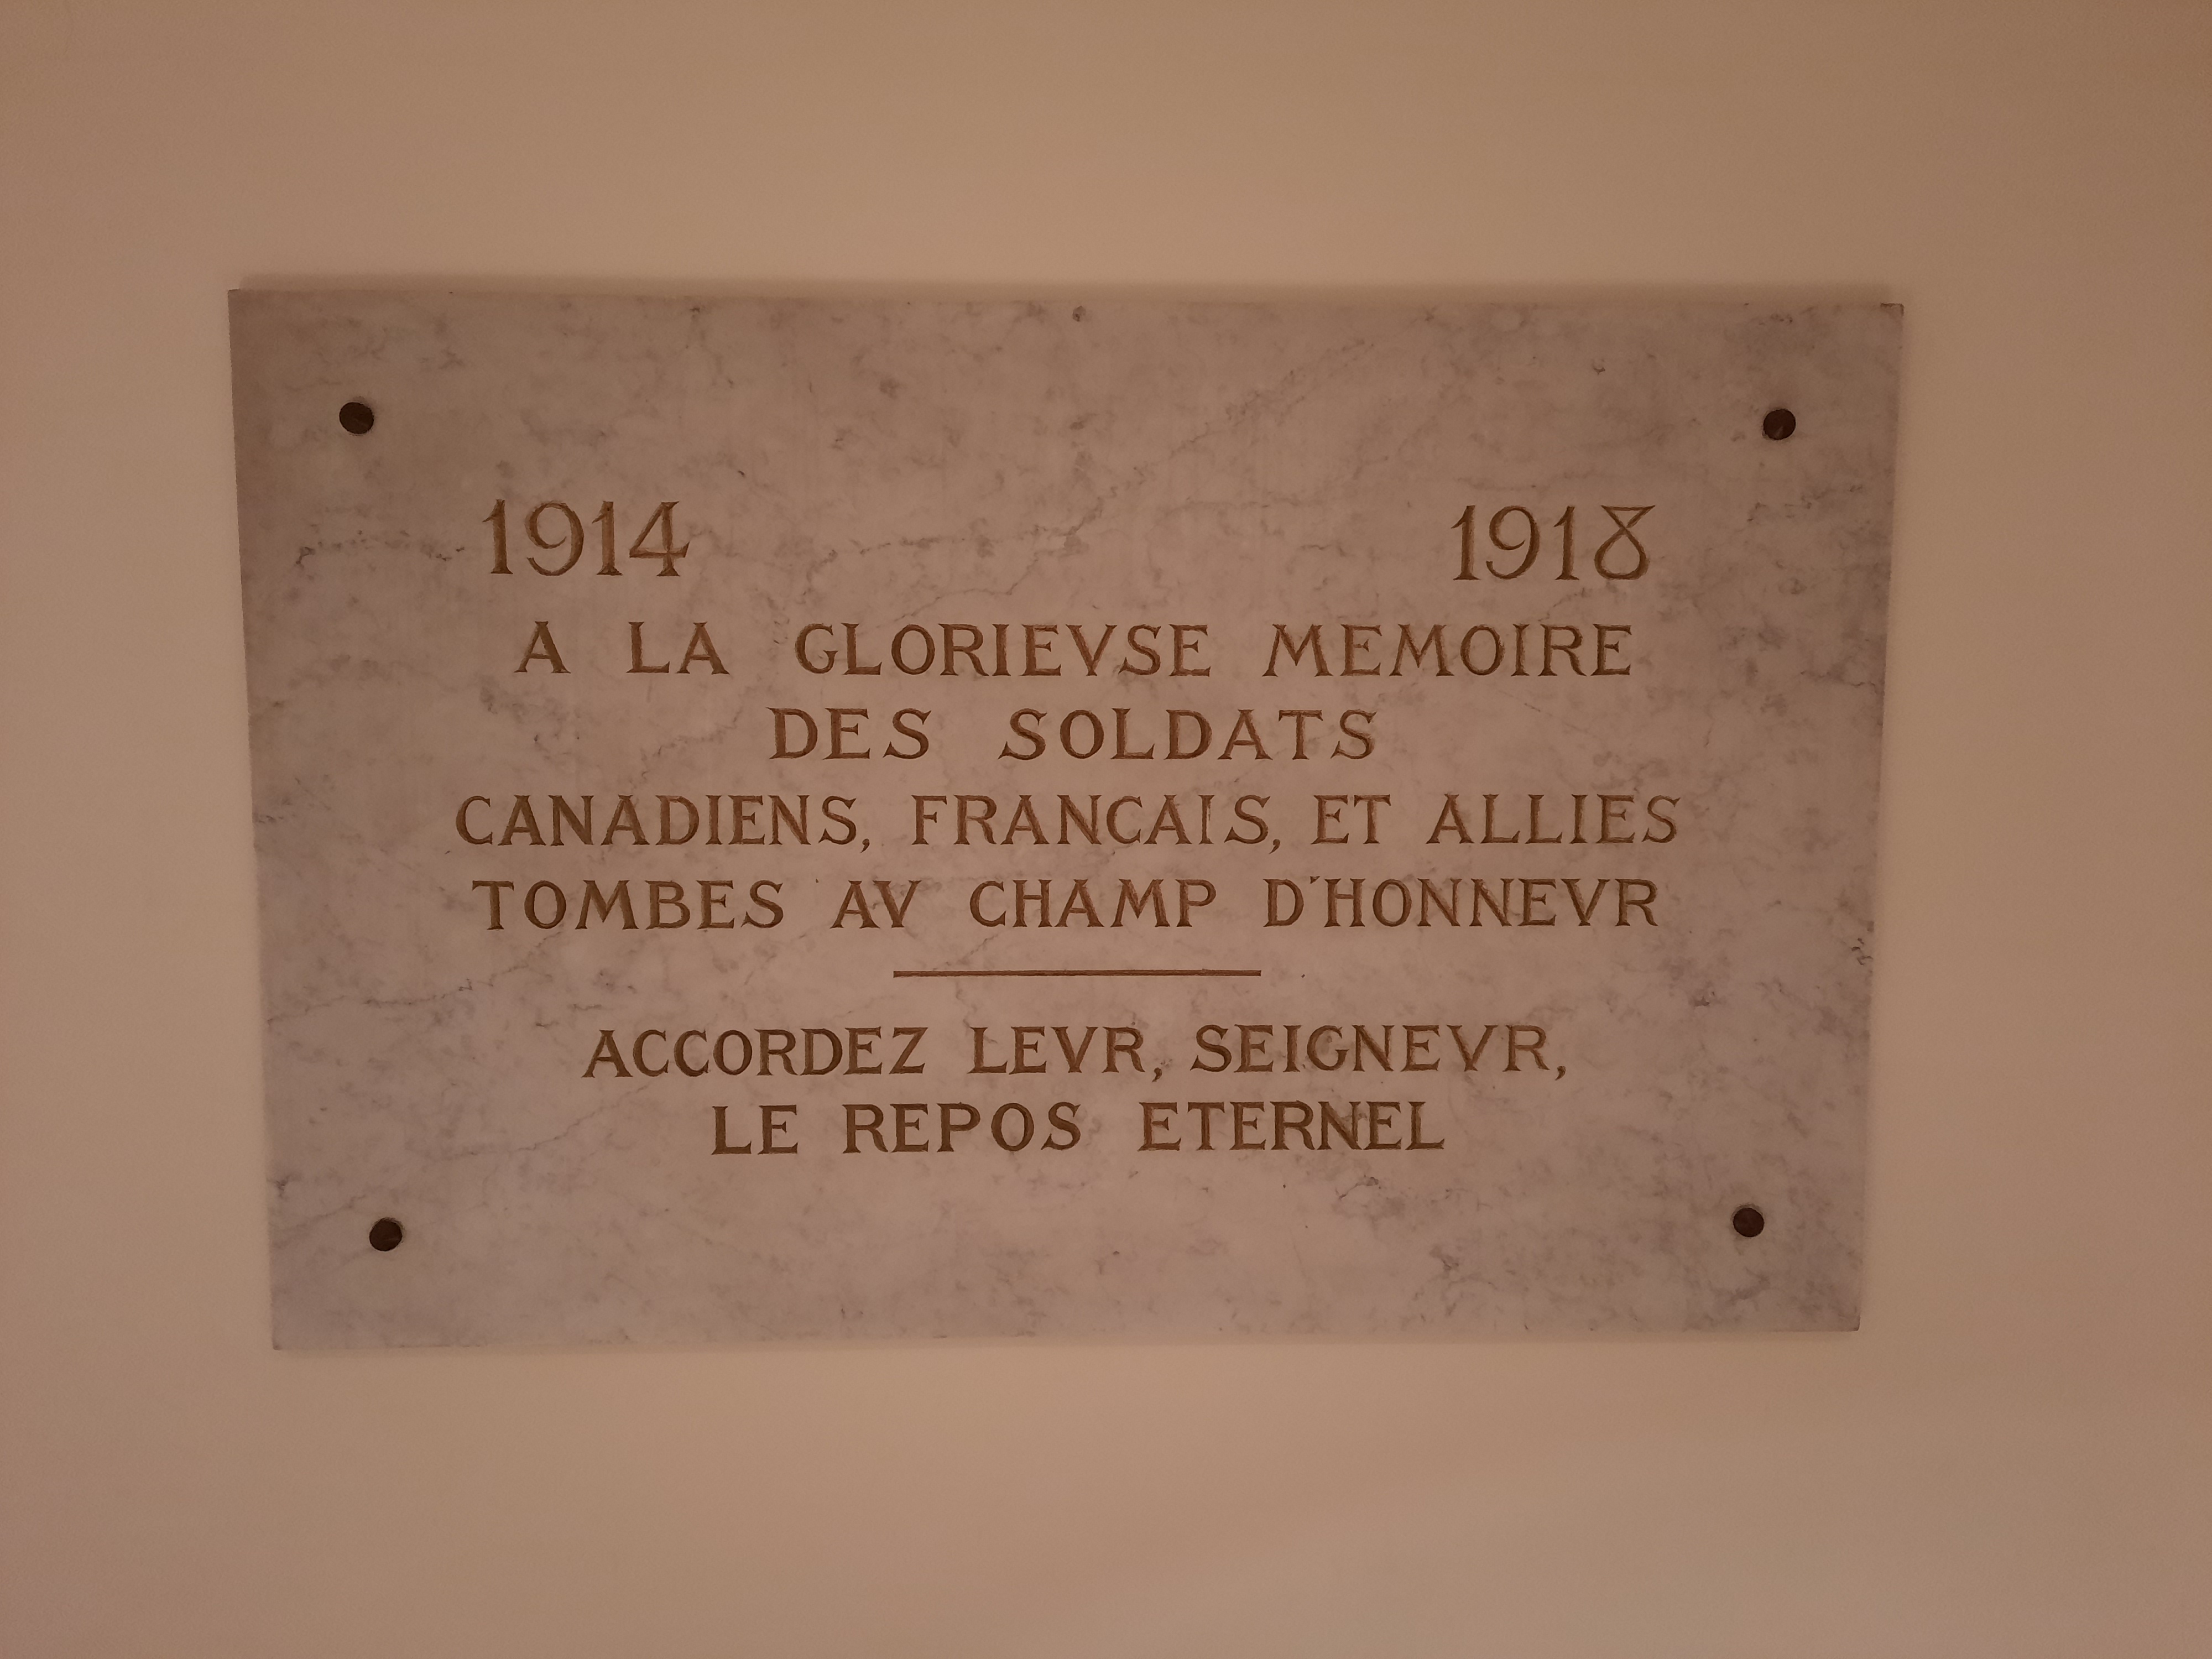 1914 1918
A LA GLORIEVSE MEMOIRE
DES SOLDATS
CANADIENS, FRANCAIS, ET ALLIES
TOMBES AV CHAMP D'HONNEVR
ACCORDEZ LEVR, SEIGNEVR,
LE REPOS ETERNEL